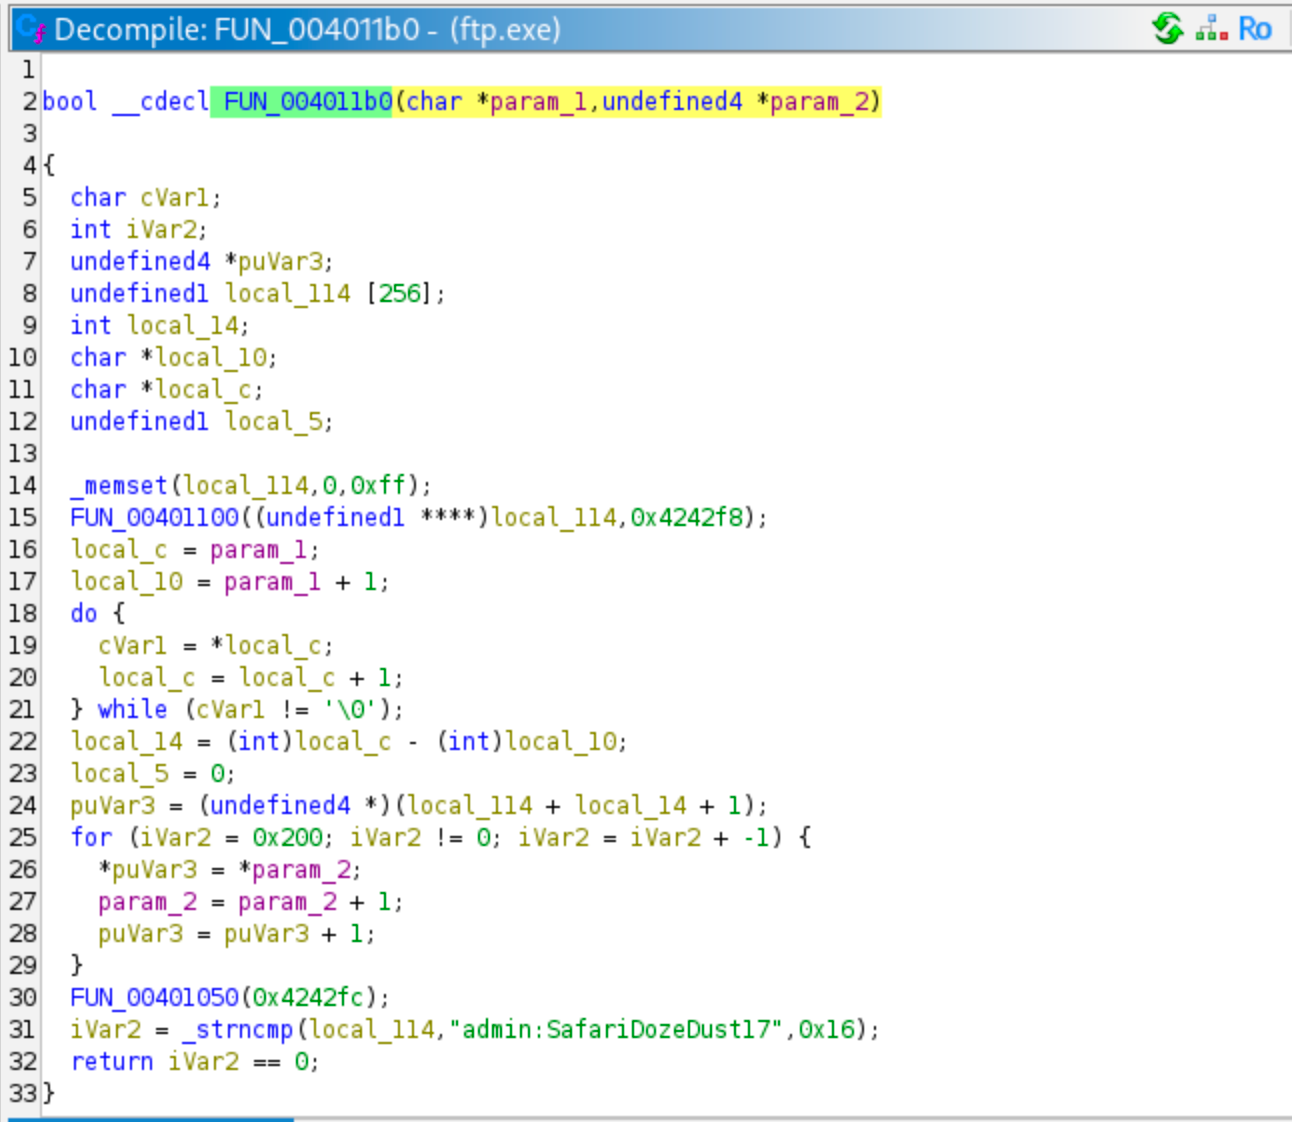 Decompile: FUN_004011b0 - (ftp.exe) Ro
1
2 bool __cdecl FUN_004011b0(char *param_1,undefined4 *param_2)
3
4 {
5   char cVar1;
6   int iVar2;
7   undefined4 *puVar3;
8   undefined1 local_114 [256];
9   int local_14;
10   char *local_10;
11   char *local_c;
12   undefined1 local_5;
13
14   _memset(local_114,0,0xff);
15   FUN_00401100((undefined1 ****)local_114,0x4242f8);
16   local_c = param_1;
17   local_10 = param_1 + 1;
18   do {
19     cVar1 = *local_c;
20     local_c = local_c + 1;
21   } while (cVar1 != '\0');
22   local_14 = (int)local_c - (int)local_10;
23   local_5 = 0;
24   puVar3 = (undefined4 *)(local_114 + local_14 + 1);
25   for (iVar2 = 0x200; iVar2 != 0; iVar2 = iVar2 + -1) {
26     *puVar3 = *param_2;
27     param_2 = param_2 + 1;
28     puVar3 = puVar3 + 1;
29   }
30   FUN_00401050(0x4242fc);
31   iVar2 = _strncmp(local_114,"admin:SafariDozeDust17",0x16);
32   return iVar2 == 0;
33 }